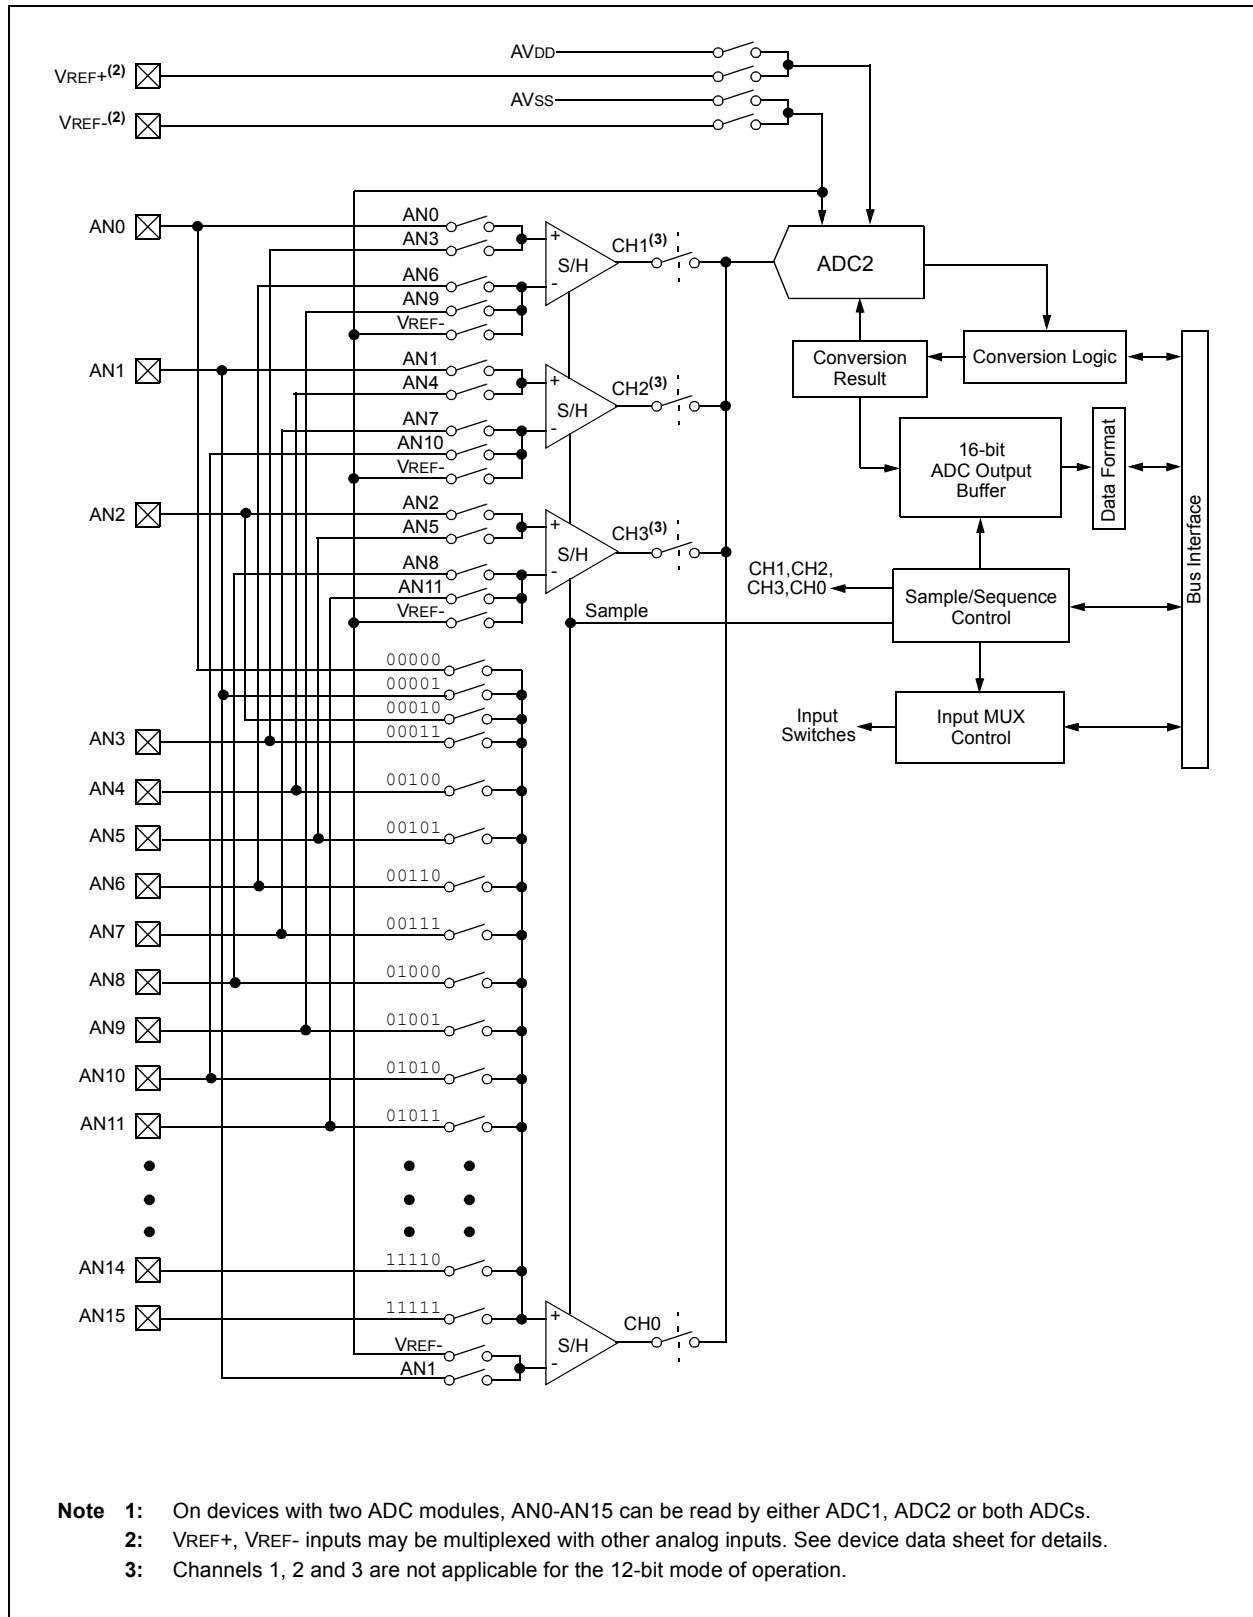 AVDD
VREF+(2)
AVSS
VREF-(2)
AN0
AN0
AN3
AN6
AN9
VREF-
+
-
S/H
CH1(3)
ADC2
Conversion
Result
Conversion Logic
AN1
AN1
AN4
AN7
AN10
VREF-
+
-
S/H
CH2(3)
16-bit
ADC Output
Buffer
Data Format
Bus Interface
AN2
AN2
AN5
AN8
AN11
VREF-
+
-
S/H
CH3(3)
CH1,CH2,
CH3,CH0
Sample/Sequence
Control
Sample
00000
00001
00010
AN3
00011
Input
Switches
Input MUX
Control
AN4
00100
AN5
00101
AN6
00110
AN7
00111
AN8
01000
AN9
01001
AN10
01010
AN11
01011
AN14
11110
AN15
11111
VREF-
AN1
+
-
S/H
CH0
Note 1: On devices with two ADC modules, AN0-AN15 can be read by either ADC1, ADC2 or both ADCs.
2: VREF+, VREF- inputs may be multiplexed with other analog inputs. See device data sheet for details.
3: Channels 1, 2 and 3 are not applicable for the 12-bit mode of operation.